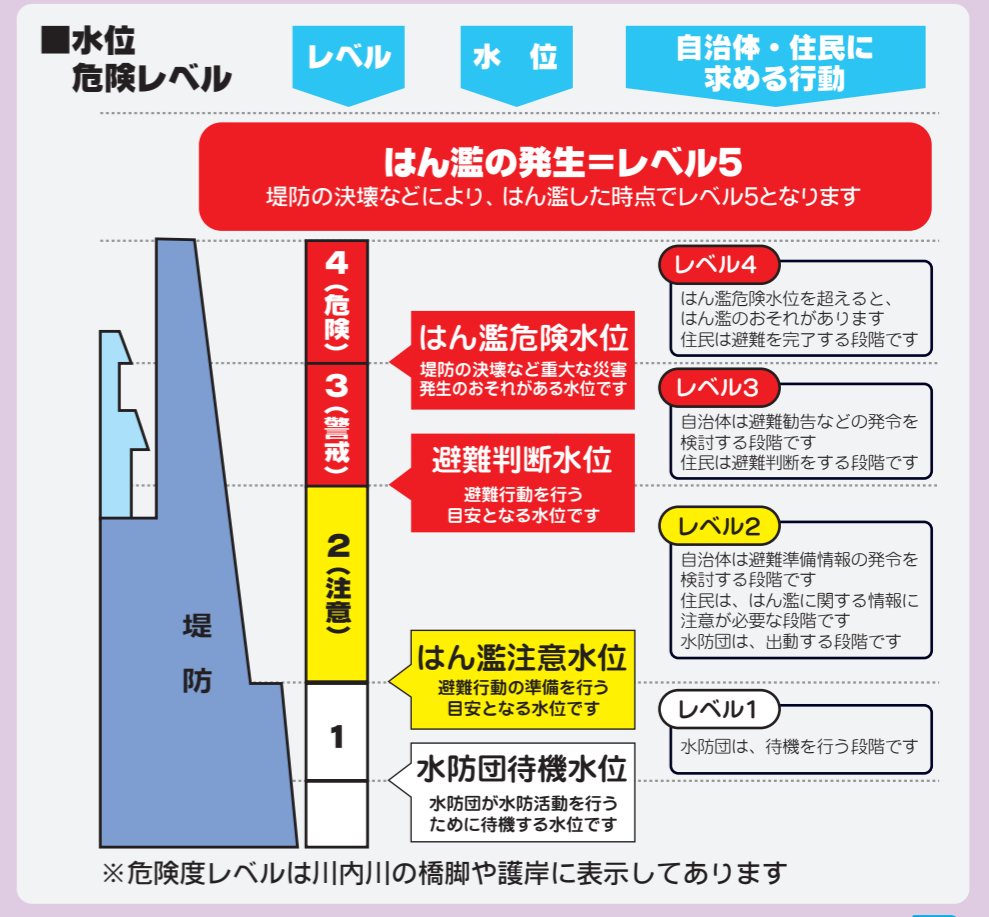 ■水位
危険レベル
レベル
水 位
自治体・住民に
求める行動
はん濫の発生=レベル5
堤防の決壊などにより、はん濫した時点でレベル5となります
4(危険)
3(警戒)
2(注意)
1
堤防
はん濫危険水位
堤防の決壊など重大な災害
発生のおそれがある水位です
避難判断水位
避難行動を行う
目安となる水位です
はん濫注意水位
避難行動の準備を行う
目安となる水位です
水防団待機水位
水防団が水防活動を行う
ために待機する水位です
レベル4
はん濫危険水位を超えると、
はん濫のおそれがあります
住民は避難を完了する段階です
レベル3
自治体は避難勧告などの発令を
検討する段階です
住民は避難判断をする段階です
レベル2
自治体は避難準備情報の発令を
検討する段階です
住民は、はん濫に関する情報に
注意が必要な段階です
水防団は、出動する段階です
レベル1
水防団は、待機を行う段階です
※危険度レベルは川内川の橋脚や護岸に表示してあります